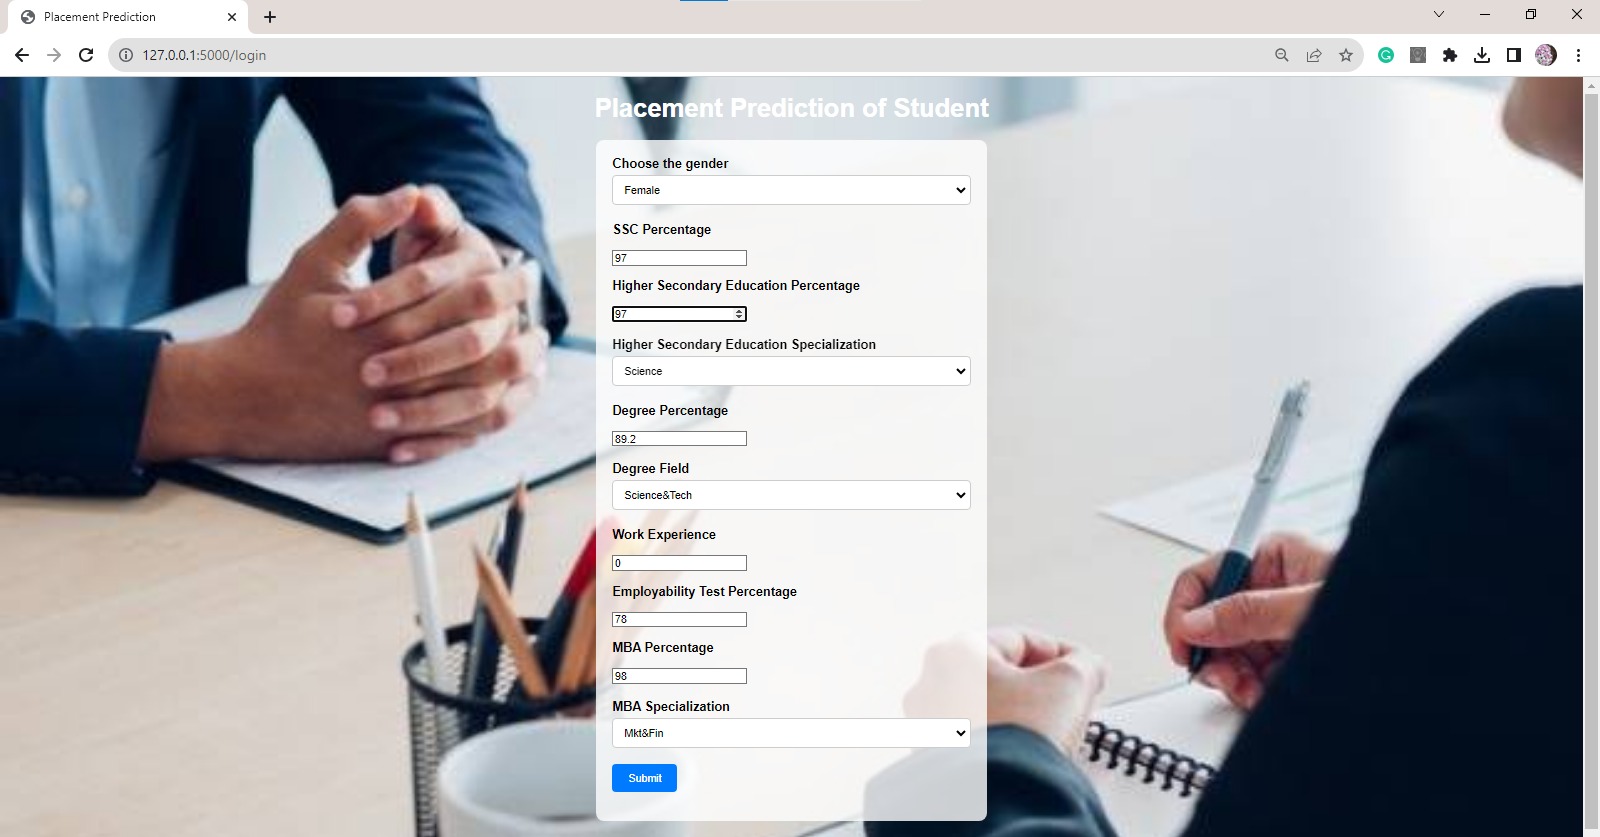 Placement Prediction
127.0.0.1:5000/login
Placement Prediction of Student
Choose the gender
Female
SSC Percentage
97
Higher Secondary Education Percentage
97
Higher Secondary Education Specialization
Science
Degree Percentage
89.2
Degree Field
Science&Tech
Work Experience
0
Employability Test Percentage
78
MBA Percentage
98
MBA Specialization
Mkt&Fin
Submit